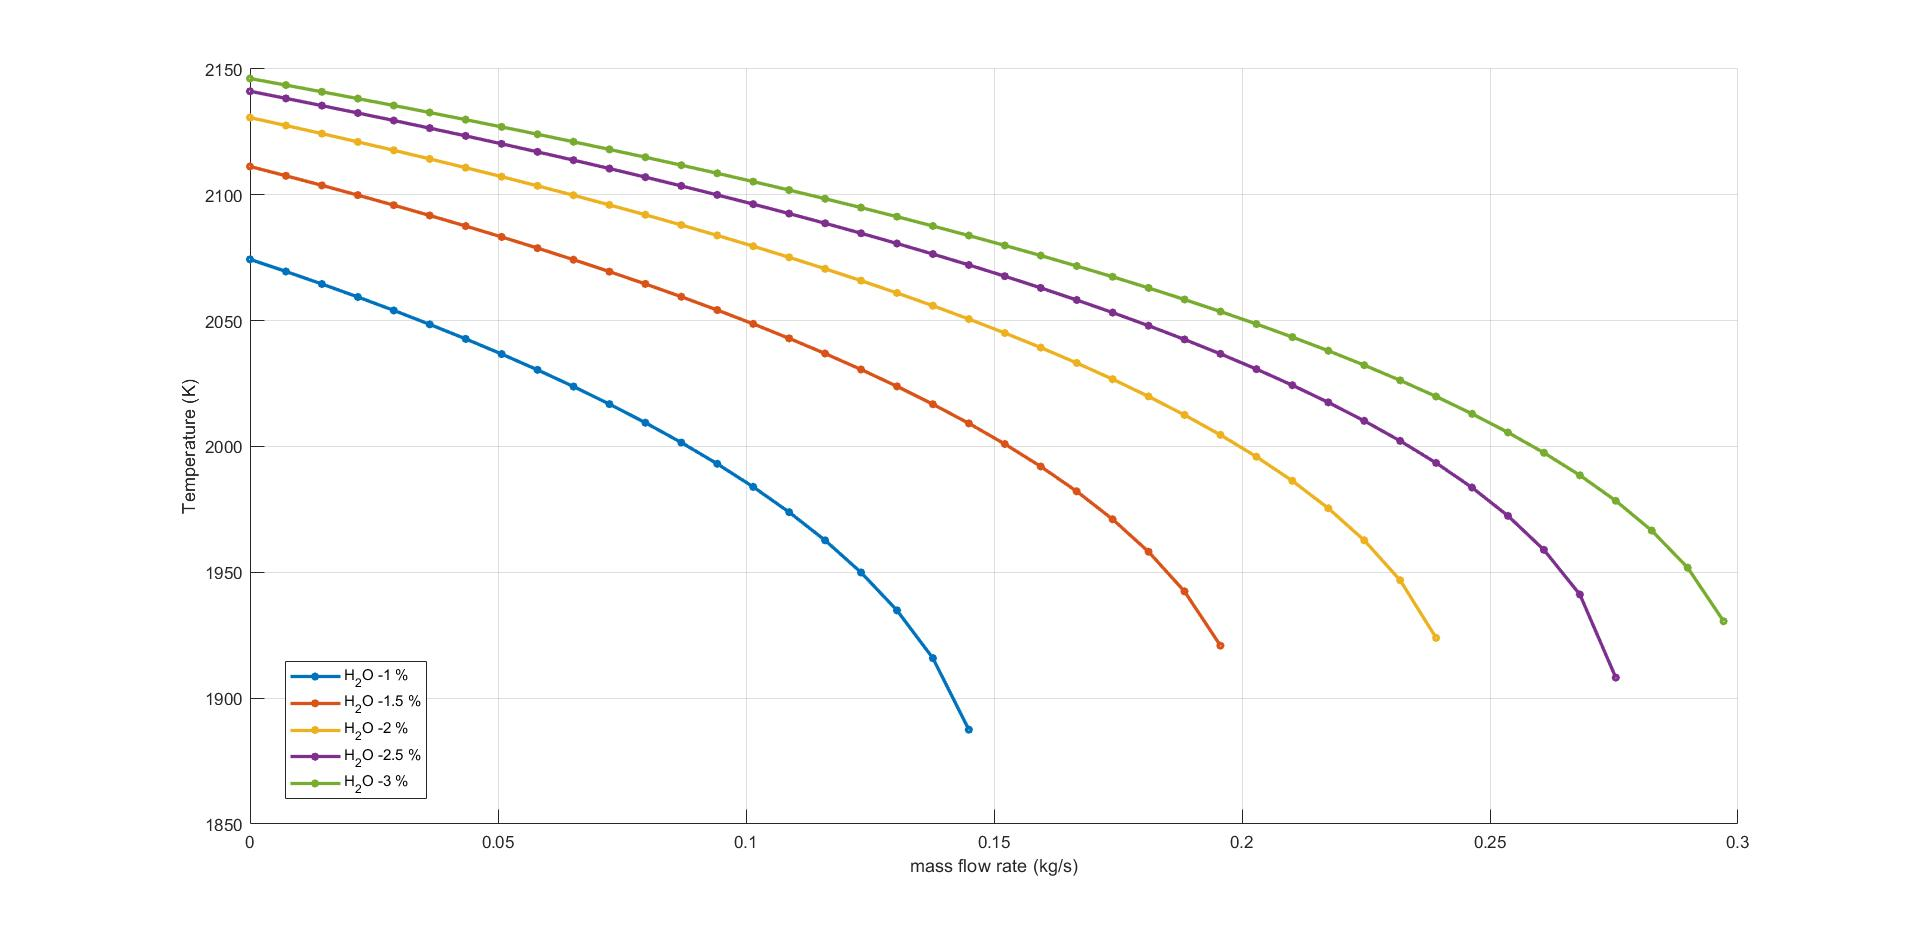 2150
2100
2050
2000
1950
1900
1850
Temperature (K)
H₂O -1 %
H₂O -1.5 %
H₂O -2 %
H₂O -2.5 %
H₂O -3 %
0 0.05 0.1 0.15 0.2 0.25 0.3
mass flow rate (kg/s)